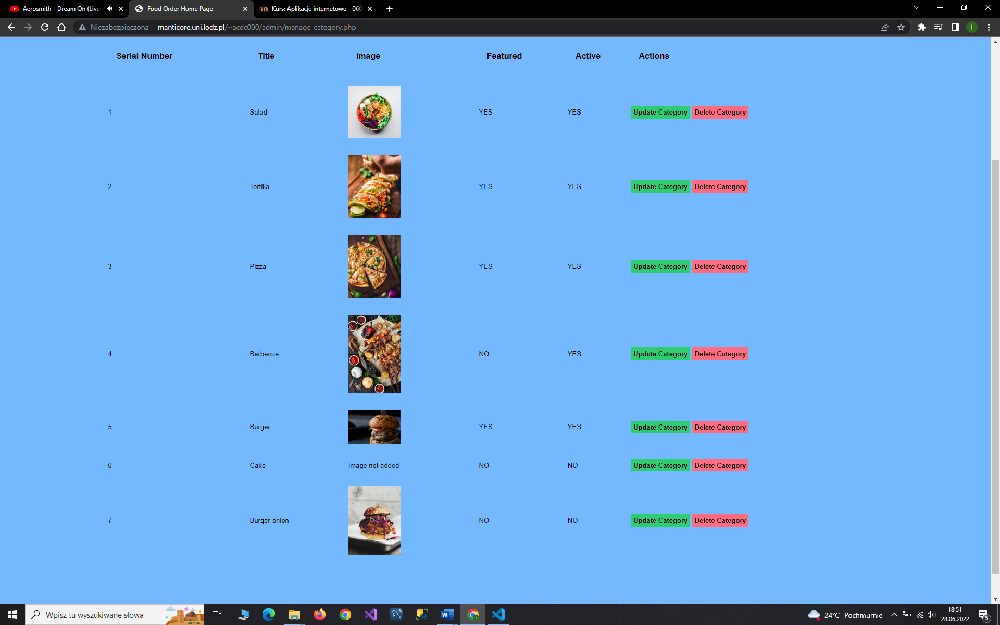 Aerosmith - Dream On (Live
Food Order Home Page
Kurs: Aplikacje internetowe - 060
Niezabezpieczona
manticore.uni.lodz.pl/~acdc000/admin/manage-category.php
I
Serial Number Title Image Featured Active Actions
1 Salad YES YES Update Category Delete Category
2 Tortilla YES YES Update Category Delete Category
3 Pizza YES YES Update Category Delete Category
4 Barbecue NO YES Update Category Delete Category
5 Burger YES YES Update Category Delete Category
6 Cake Image not added NO NO Update Category Delete Category
7 Burger-onion NO NO Update Category Delete Category
Wpisz tu wyszukiwane słowa
24°C Pochmurnie
18:51
28.06.2022
5